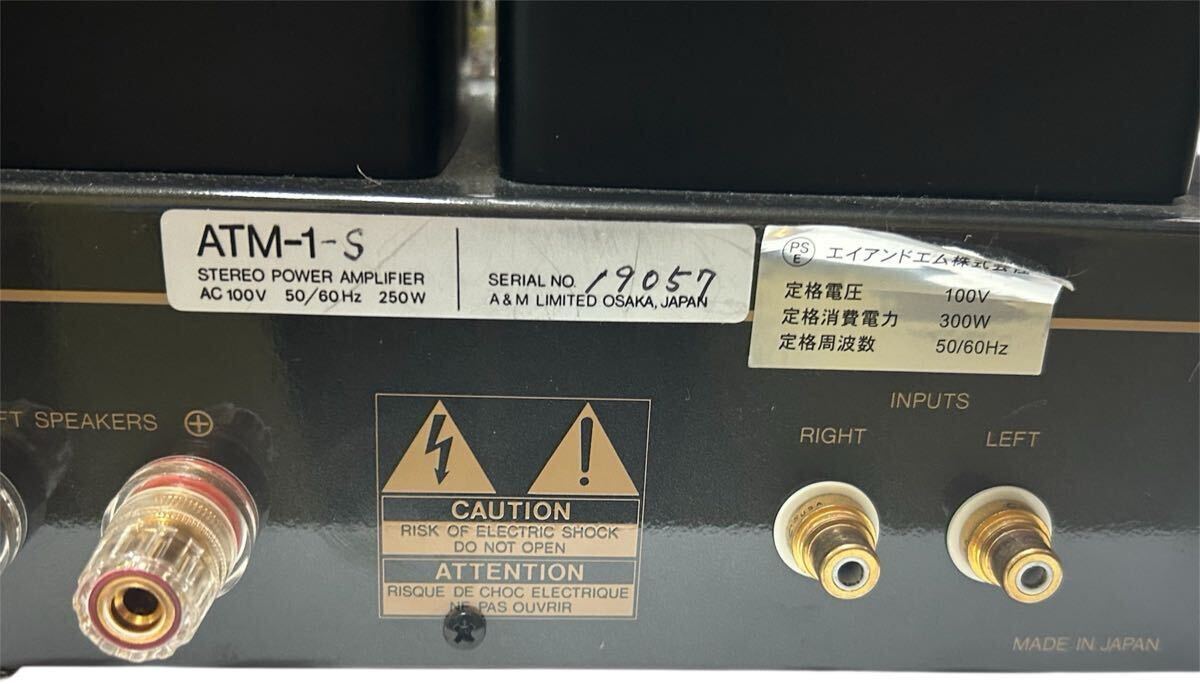 ATM-1-S
STEREO POWER AMPLIFIER
AC 100V 50/60 Hz 250W
SERIAL NO. 19057
A & M LIMITED OSAKA, JAPAN
PS
E
エイアンドエム株式会社
定格電圧 100V
定格消費電力 300W
定格周波数 50/60Hz
FT SPEAKERS ⊕
INPUTS
RIGHT LEFT
CAUTION
RISK OF ELECTRIC SHOCK
DO NOT OPEN
ATTENTION
RISQUE DE CHOC ELECTRIQUE
NE PAS OUVRIR
MADE IN JAPAN